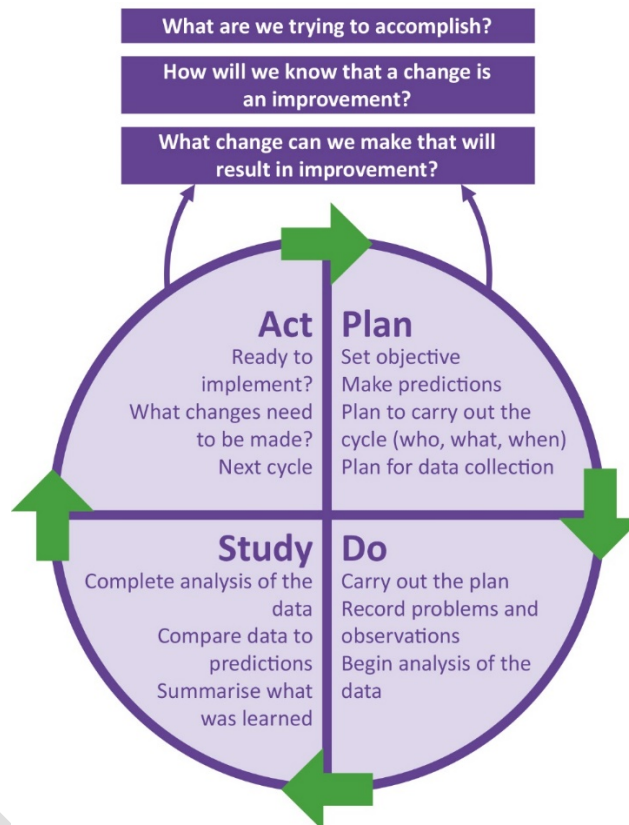 What are we trying to accomplish?
How will we know that a change is
an improvement?
What change can we make that will
result in improvement?
Act
Ready to
implement?
What changes need
to be made?
Next cycle
Plan
Set objective
Make predictions
Plan to carry out the
cycle (who, what, when)
Plan for data collection
Study
Complete analysis of the
data
Compare data to
predictions
Summarise what
was learned
Do
Carry out the plan
Record problems and
observations
Begin analysis of the
data